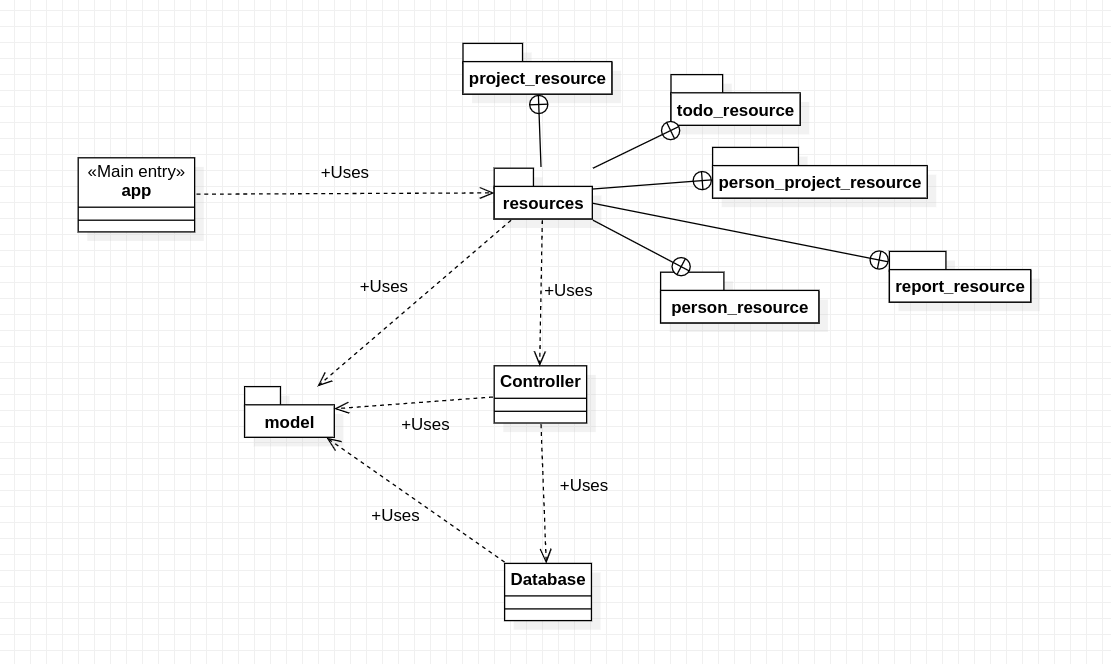 project_resource
todo_resource
«Main entry»
app
+Uses
person_project_resource
resources
+Uses
+Uses
report_resource
person_resource
Controller
model
+Uses
+Uses
+Uses
Database